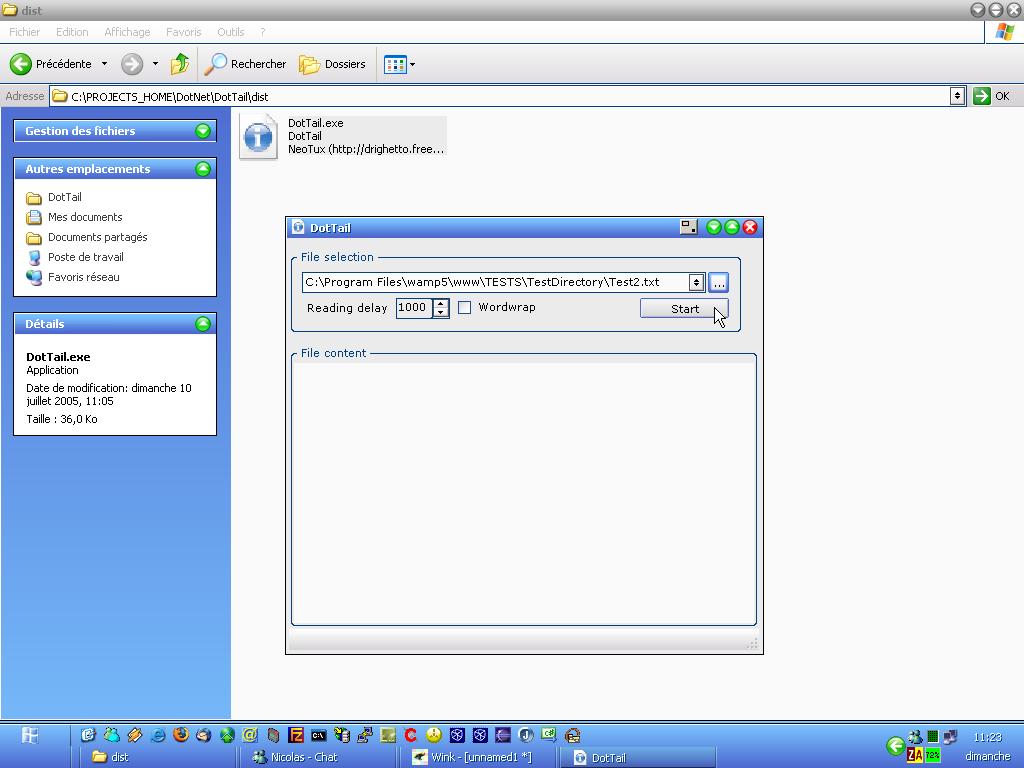 dist
Fichier Edition Affichage Favoris Outils ?
Précédente Rechercher Dossiers
Adresse C:\PROJECTS_HOME\DotNet\DotTail\dist OK
Gestion des fichiers
Autres emplacements
DotTail
Mes documents
Documents partagés
Poste de travail
Favoris réseau
Détails
DotTail.exe
Application
Date de modification: dimanche 10
juillet 2005, 11:05
Taille : 36,0 Ko
DotTail.exe
DotTail
NeoTux (http://drighetto.free...
DotTail
File selection
C:\Program Files\wamp5\www\TESTS\TestDirectory\Test2.txt ...
Reading delay 1000 Wordwrap Start
File content
dist Nicolas - Chat Wink - [unnamed1 *] DotTail
ZA 72%
11:23
dimanche